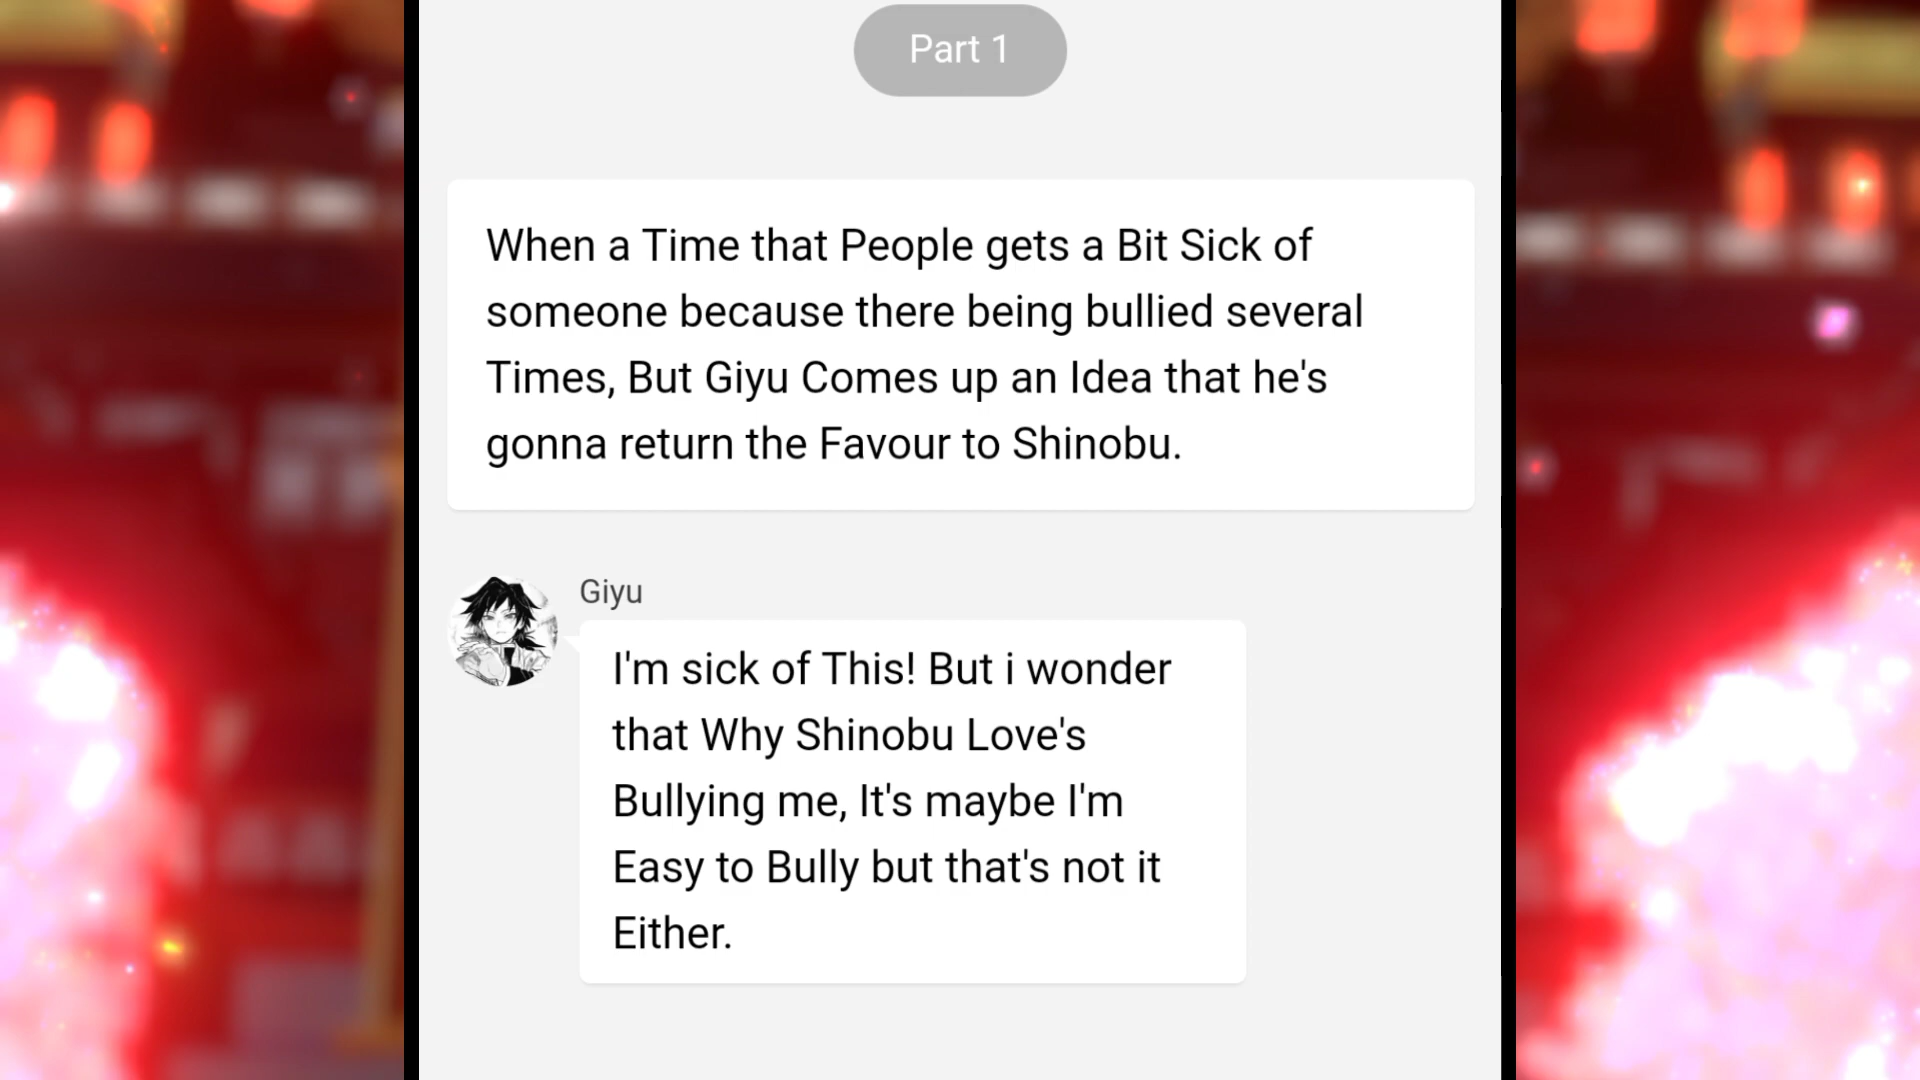 Part 1
When a Time that People gets a Bit Sick of
someone because there being bullied several
Times, But Giyu Comes up an Idea that he's
gonna return the Favour to Shinobu.
Giyu
I'm sick of This! But i wonder
that Why Shinobu Love's
Bullying me, It's maybe I'm
Easy to Bully but that's not it
Either.